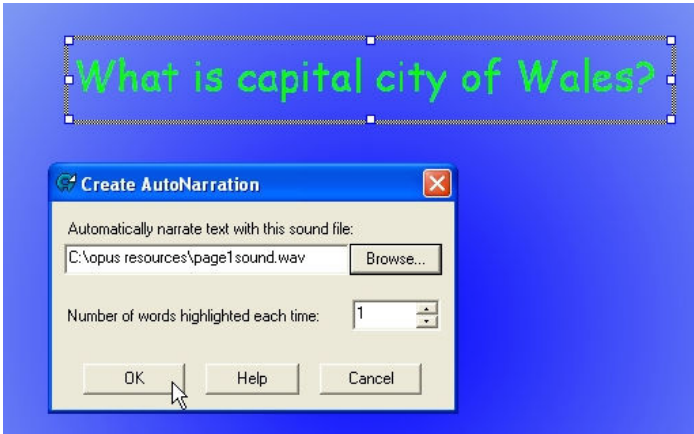 What is capital city of Wales?
Create AutoNarration
Automatically narrate text with this sound file:
C:\opus resources\page1sound.wav Browse...
Number of words highlighted each time: 1
OK Help Cancel